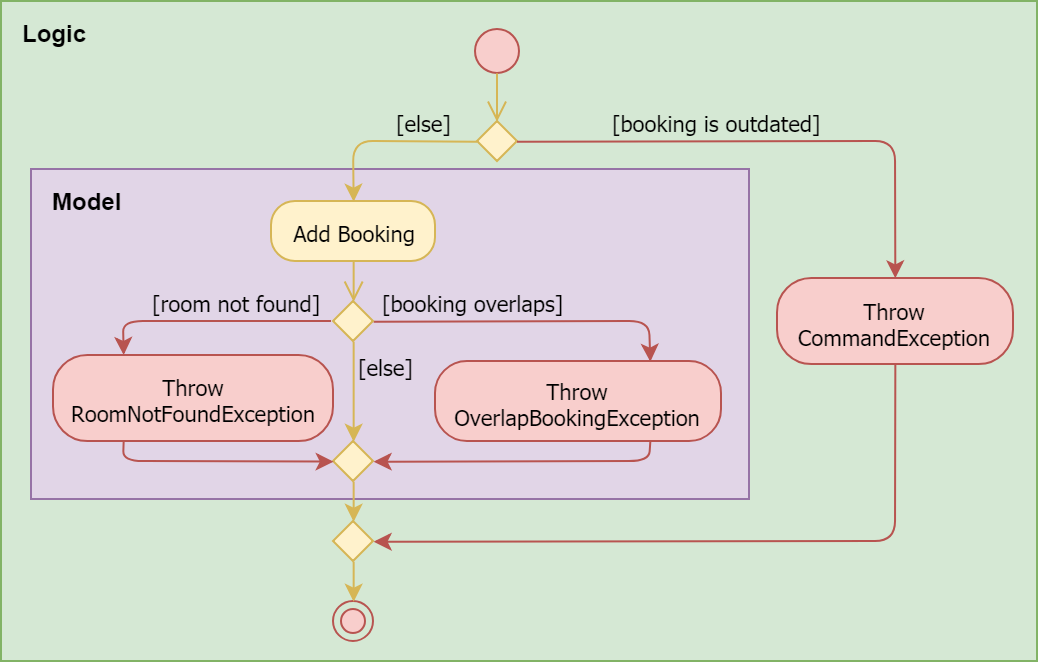 Logic
[else]
[booking is outdated]
Model
Add Booking
[room not found]
[booking overlaps]
Throw
CommandException
[else]
Throw
RoomNotFoundException
Throw
OverlapBookingException